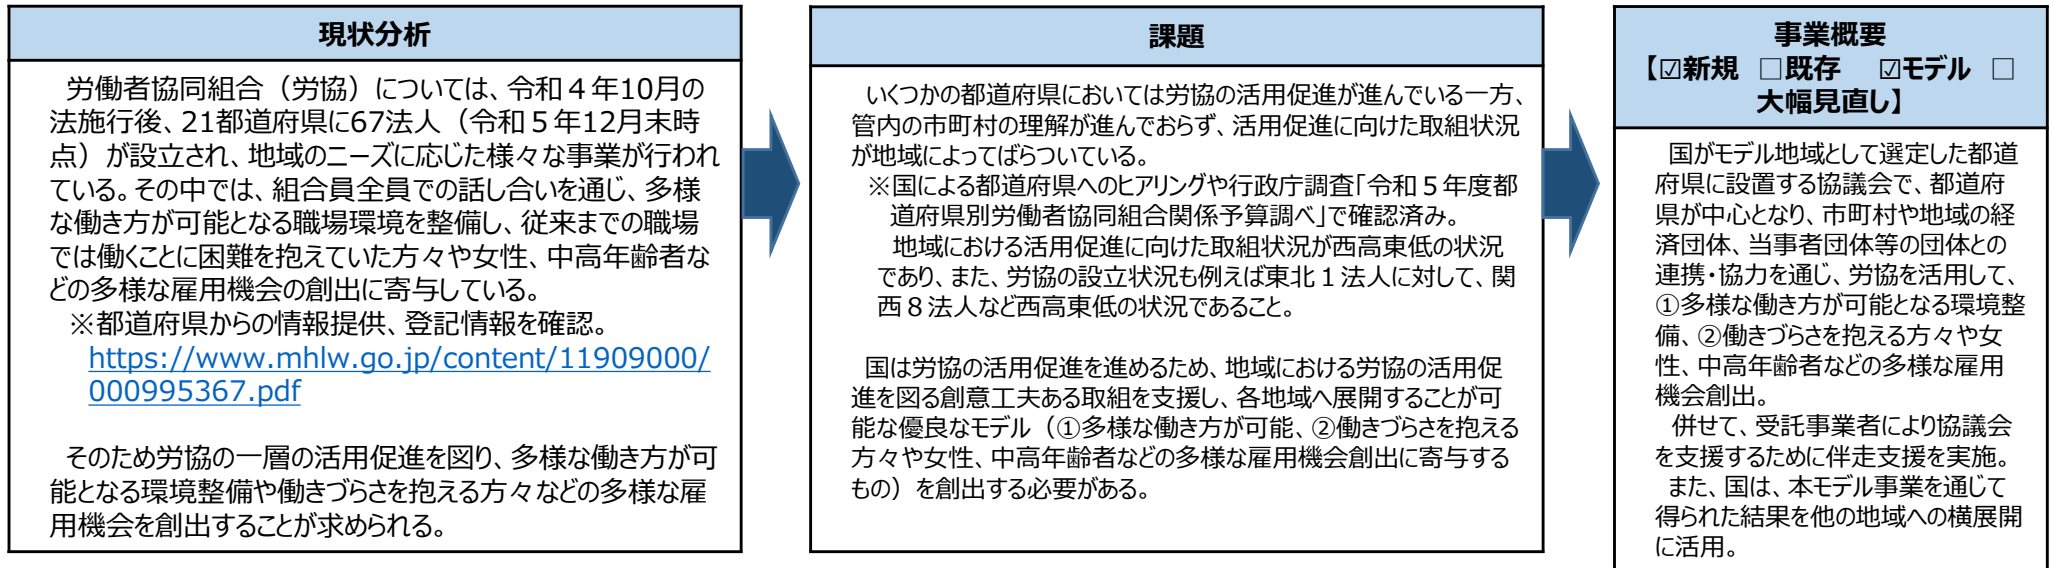 現状分析
労働者協同組合（労協）については、令和４年10月の
法施行後、21都道府県に67法人（令和５年12月末時
点）が設立され、地域のニーズに応じた様々な事業が行われ
ている。その中では、組合員全員での話し合いを通じ、多様
な働き方が可能となる職場環境を整備し、従来までの職場
では働くことに困難を抱えていた方々や女性、中高年齢者な
どの多様な雇用機会の創出に寄与している。
※都道府県からの情報提供、登記情報を確認。
https://www.mhlw.go.jp/content/11909000/
000995367.pdf
そのため労協の一層の活用促進を図り、多様な働き方が可
能となる環境整備や働きづらさを抱える方々などの多様な雇
用機会を創出することが求められる。
課題
いくつかの都道府県においては労協の活用促進が進んでいる一方、
管内の市町村の理解が進んでおらず、活用促進に向けた取組状況
が地域によってばらついている。
※国による都道府県へのヒアリングや行政庁調査「令和５年度都
道府県別労働者協同組合関係予算調べ」で確認済み。
地域における活用促進に向けた取組状況が西高東低の状況
であり、また、労協の設立状況も例えば東北１法人に対して、関
西８法人など西高東低の状況であること。
国は労協の活用促進を進めるため、地域における労協の活用促
進を図る創意工夫ある取組を支援し、各地域へ展開することが可
能な優良なモデル（①多様な働き方が可能、②働きづらさを抱える
方々や女性、中高年齢者などの多様な雇用機会創出に寄与する
もの）を創出する必要がある。
事業概要
【☑新規 □既存 ☑モデル □
大幅見直し】
国がモデル地域として選定した都道
府県に設置する協議会で、都道府
県が中心となり、市町村や地域の経
済団体、当事者団体等の団体との
連携・協力を通じ、労協を活用して、
①多様な働き方が可能となる環境整
備、②働きづらさを抱える方々や女
性、中高年齢者などの多様な雇用
機会創出。
併せて、受託事業者により協議会
を支援するために伴走支援を実施。
また、国は、本モデル事業を通じて
得られた結果を他の地域への横展開
に活用。